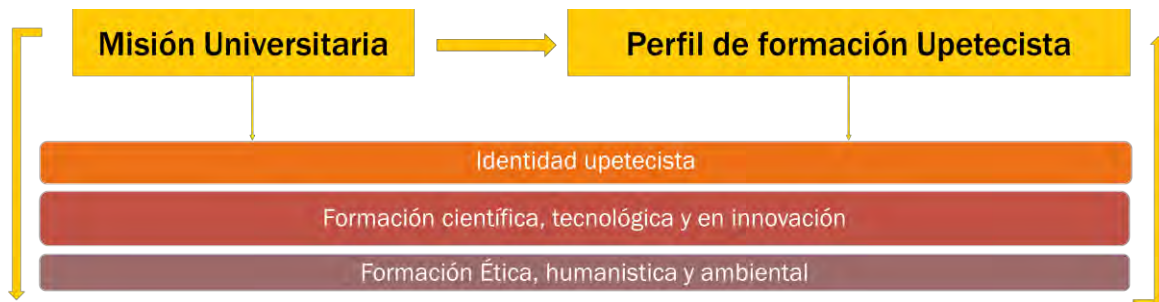 Misión Universitaria
Perfil de formación Upetecista
Identidad upetecista
Formación científica, tecnológica y en innovación
Formación Ética, humanistica y ambiental